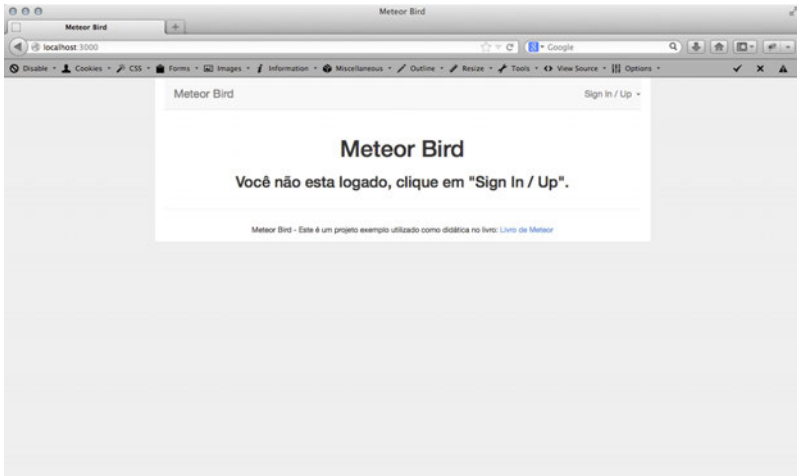 Meteor Bird
Meteor Bird
localhost:3000
Google
Disable Cookies CSS Forms Images Information Miscellaneous Outline Resize Tools View Source Options
Meteor Bird
Sign In / Up
Meteor Bird
Você não esta logado, clique em "Sign In / Up".
Meteor Bird - Este é um projeto exemplo utilizado como didática no livro: Livro de Meteor